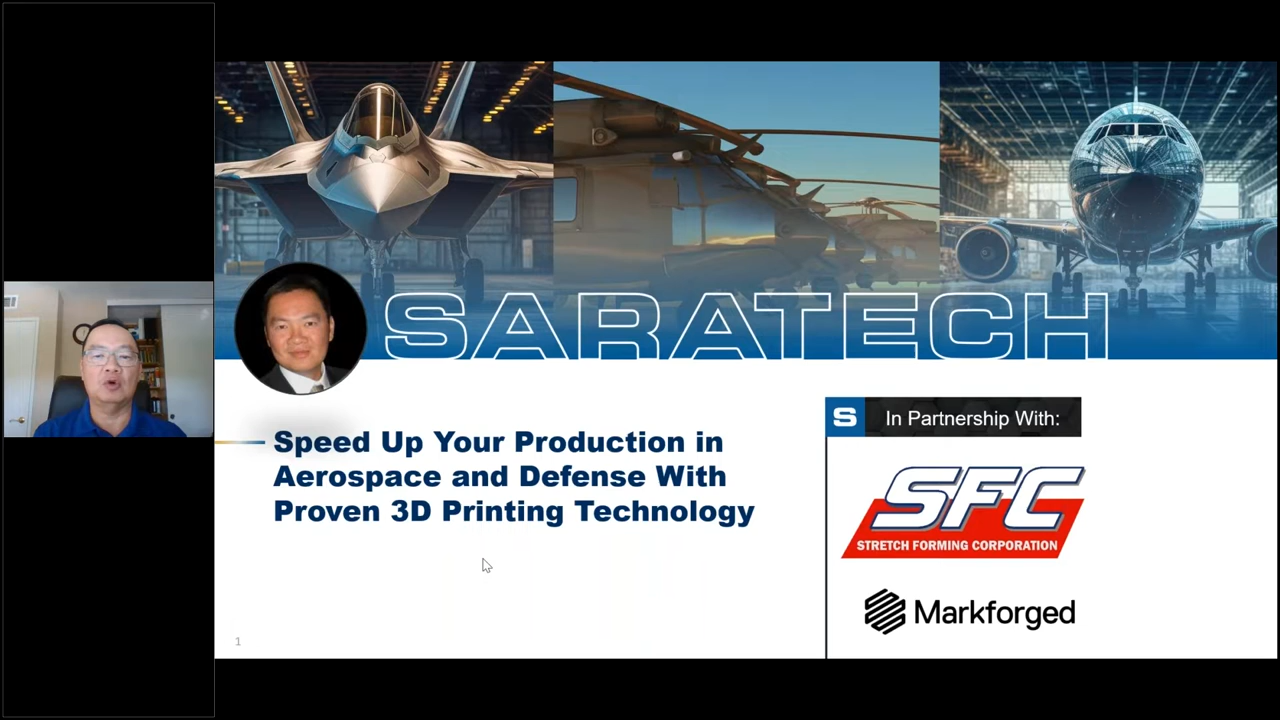 SARATECH
Speed Up Your Production in
Aerospace and Defense With
Proven 3D Printing Technology
S In Partnership With:
SFC
STRETCH FORMING CORPORATION
Markforged
1